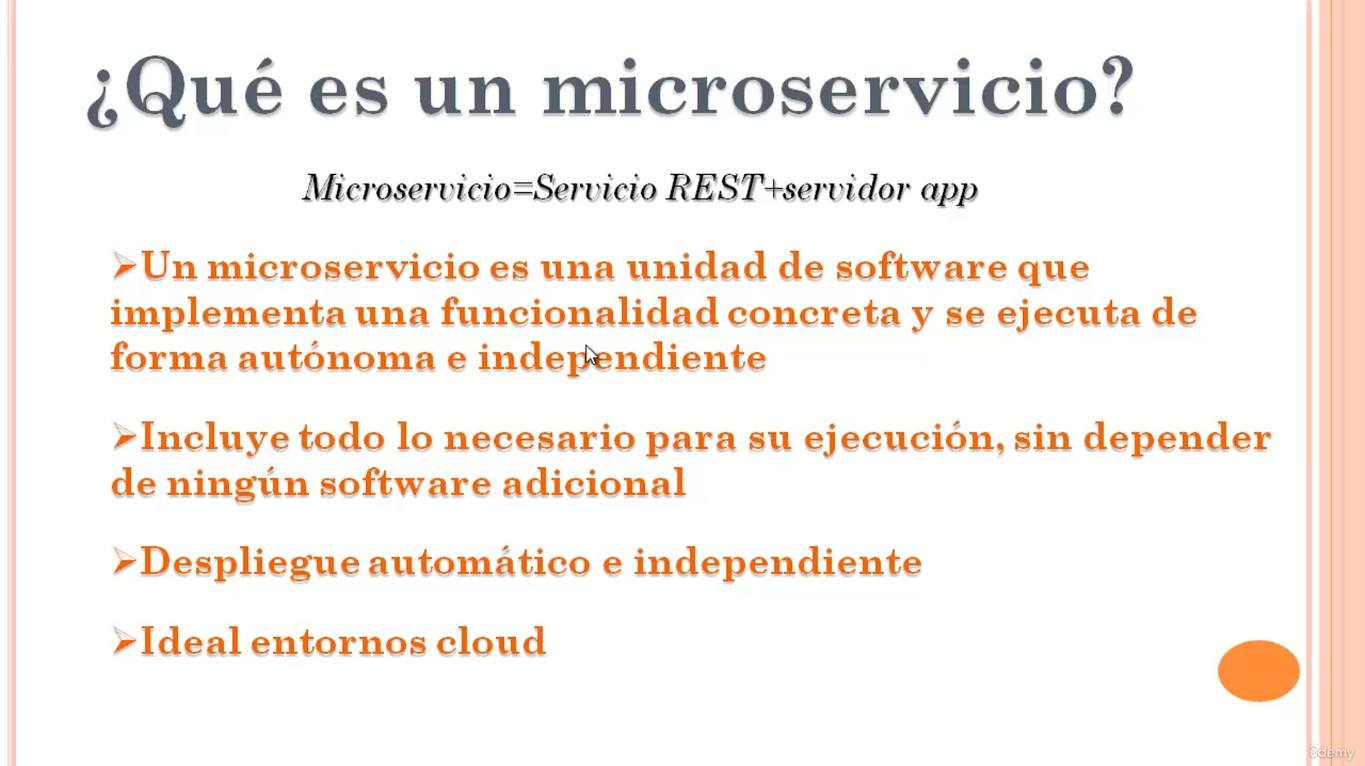 ¿Qué es un microservicio?
Microservicio=Servicio REST+servidor app
➢Un microservicio es una unidad de software que
implementa una funcionalidad concreta y se ejecuta de
forma autónoma e independiente
➢Incluye todo lo necesario para su ejecución, sin depender
de ningún software adicional
➢Despliegue automático e independiente
➢Ideal entornos cloud
ûdemy